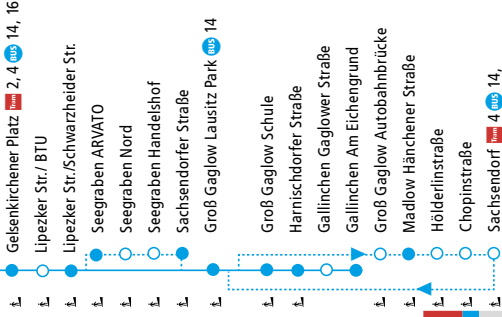 Gelsenkirchener Platz Tram 2, 4 BUS 14, 16
Lipezker Str./ BTU
Lipezker Str./Schwarzheider Str.
Seegraben ARVATO
Seegraben Nord
Seegraben Handelshof
Sachsendorfer Straße
Groß Gaglow Lausitz Park BUS 14
Groß Gaglow Schule
Harnischdorfer Straße
Gallinchen Gaglower Straße
Gallinchen Am Eichengrund
Groß Gaglow Autobahnbrücke
Madlow Hänchener Straße
Hölderlinstraße
Chopinstraße
Sachsendorf Tram 4 BUS 14,